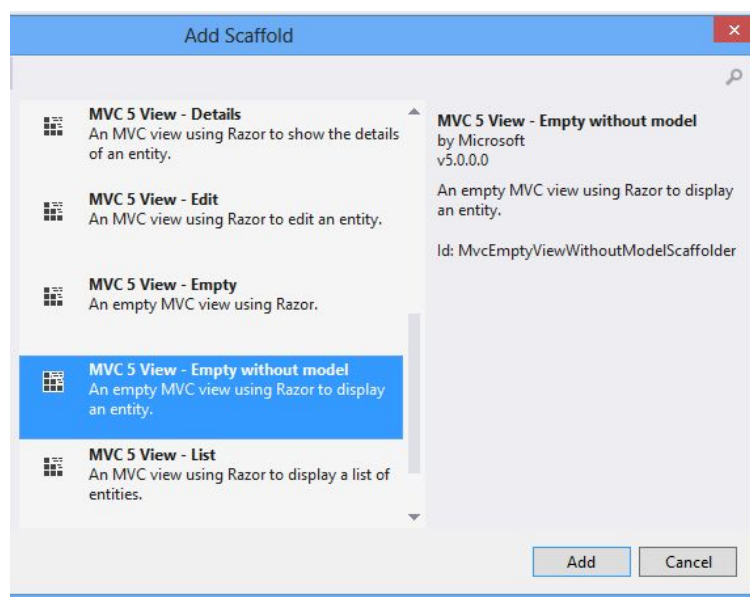 Add Scaffold
MVC 5 View - Details
An MVC view using Razor to show the details
of an entity.
MVC 5 View - Edit
An MVC view using Razor to edit an entity.
MVC 5 View - Empty
An empty MVC view using Razor.
MVC 5 View - Empty without model
An empty MVC view using Razor to display
an entity.
MVC 5 View - List
An MVC view using Razor to display a list of
entities.
MVC 5 View - Empty without model
by Microsoft
v5.0.0.0
An empty MVC view using Razor to display
an entity.
Id: MvcEmptyViewWithoutModelScaffolder
Add
Cancel